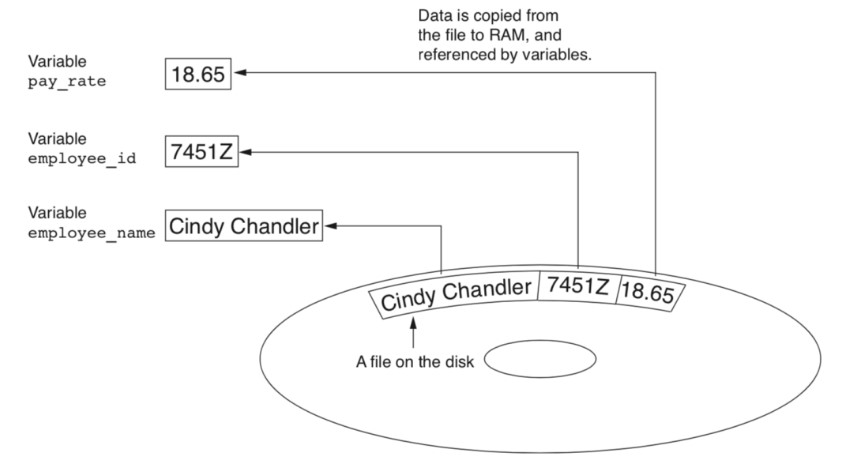 Data is copied from
the file to RAM, and
referenced by variables.
Variable
pay_rate
18.65
Variable
employee_id
7451Z
Variable
employee_name
Cindy Chandler
Cindy Chandler
7451Z
18.65
A file on the disk